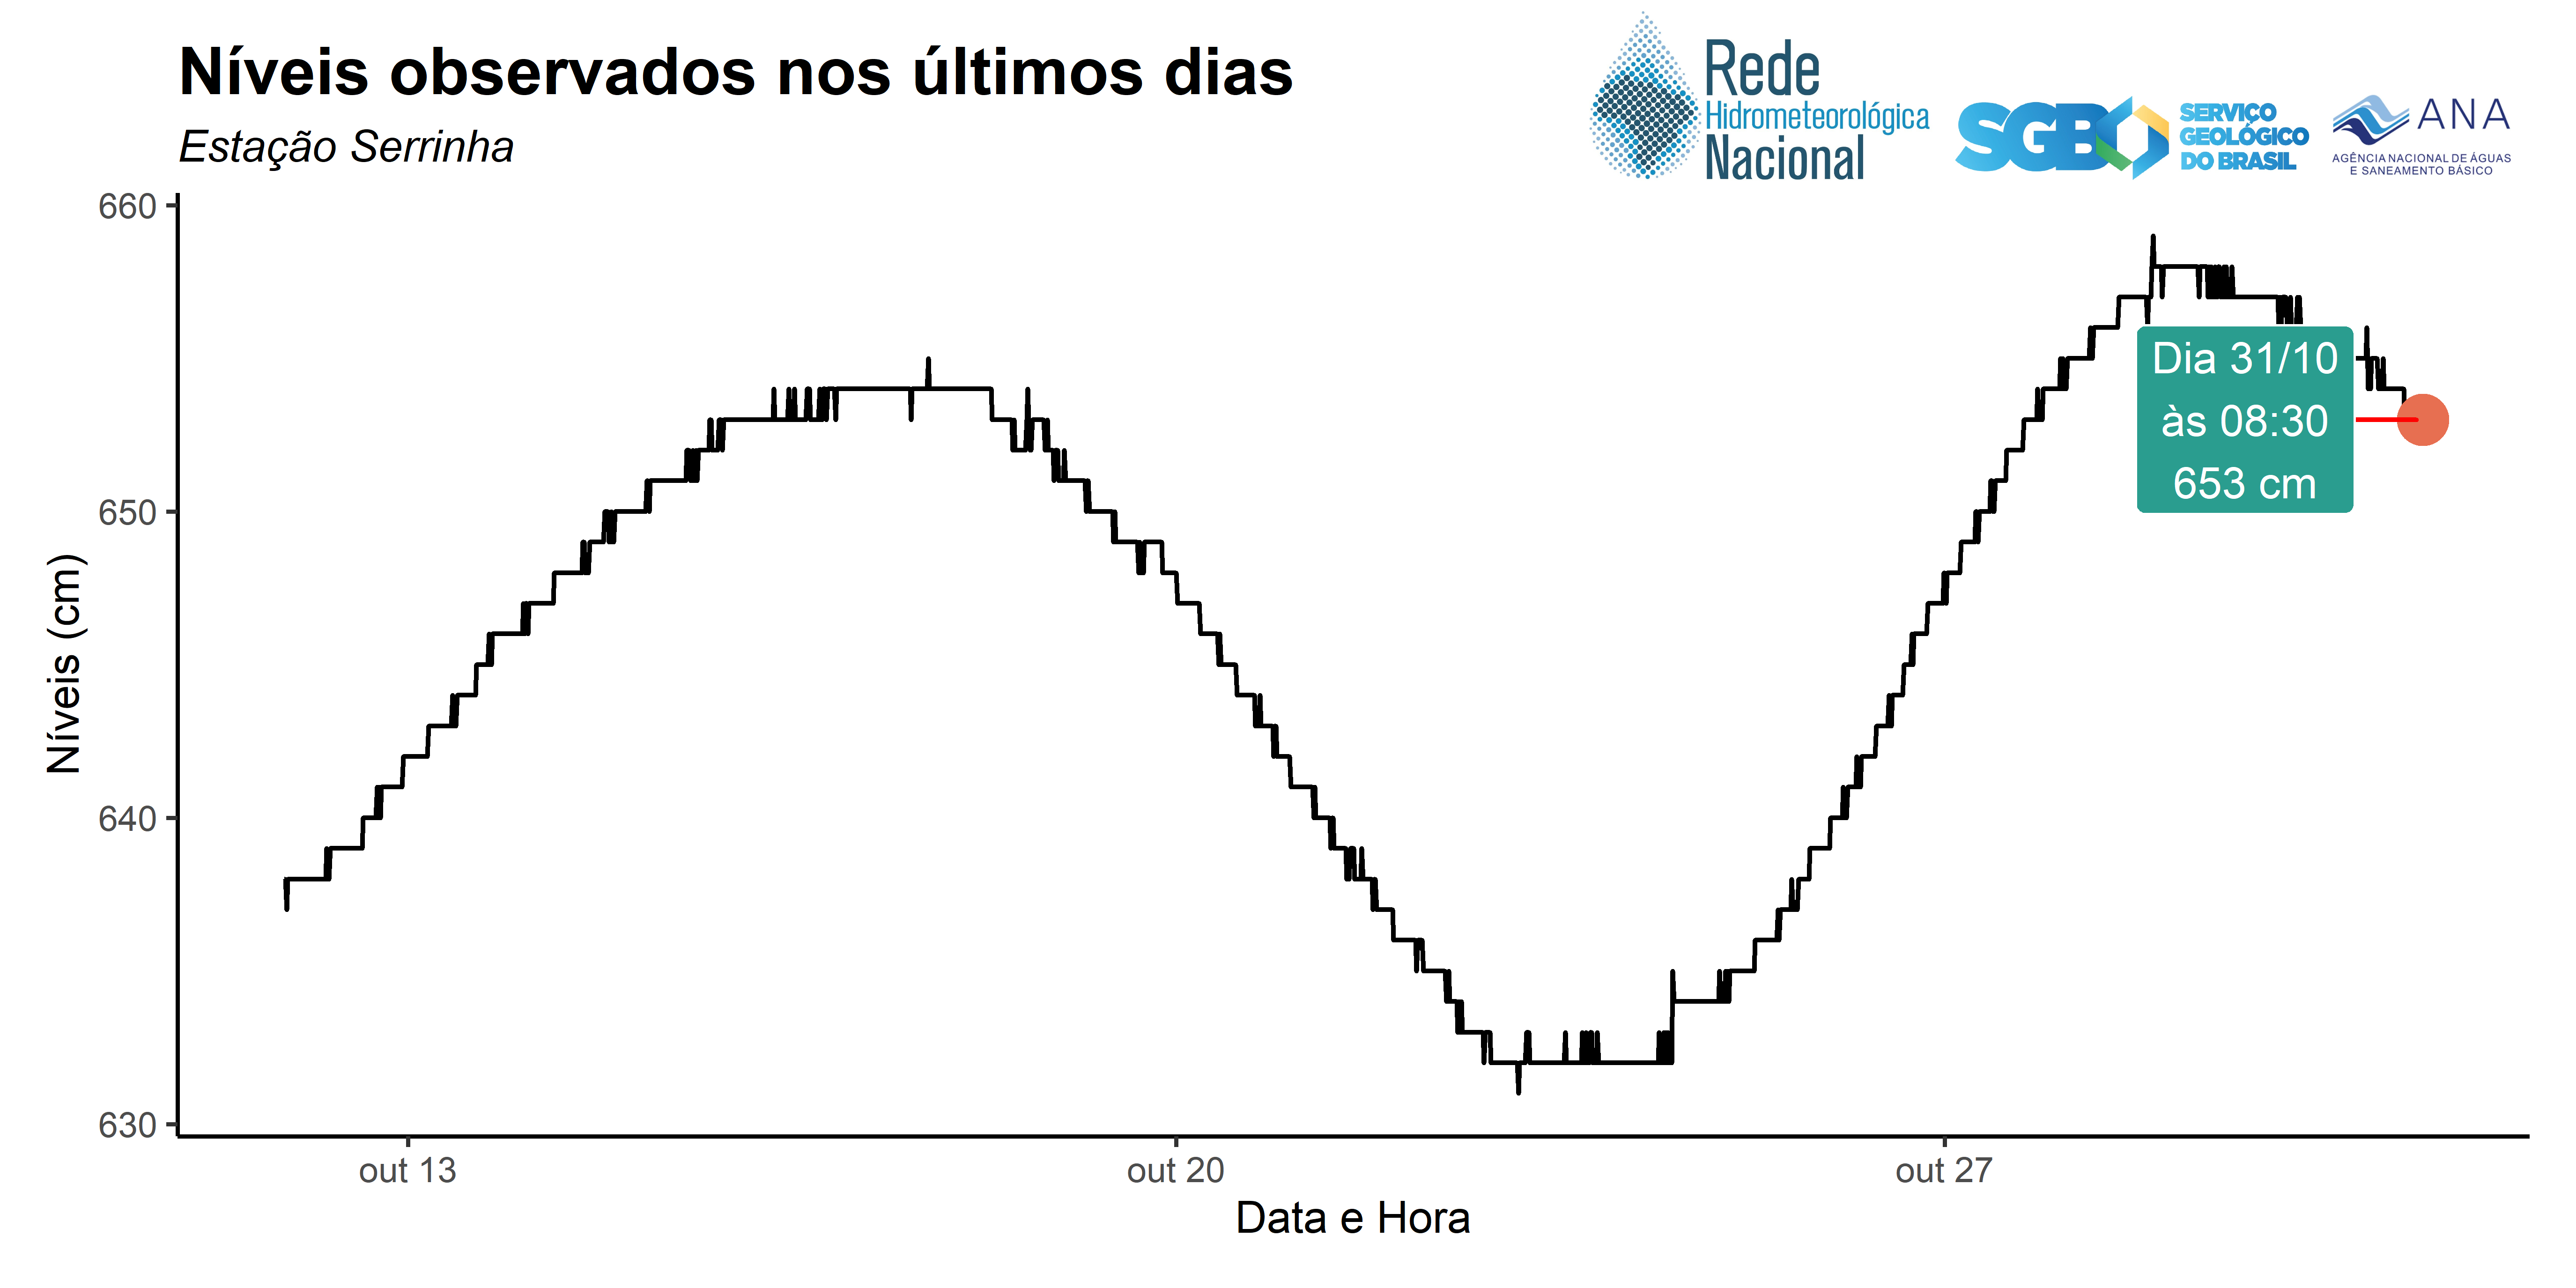 Níveis observados nos últimos dias
Estação Serrinha
Rede
Hidrometeorológica
Nacional
SGB
SERVIÇO
GEOLÓGICO
DO BRASIL
ANA
AGÊNCIA NACIONAL DE ÁGUAS
E SANEAMENTO BÁSICO
660
650
640
630
Níveis (cm)
Dia 31/10
às 08:30
653 cm
out 13
out 20
out 27
Data e Hora